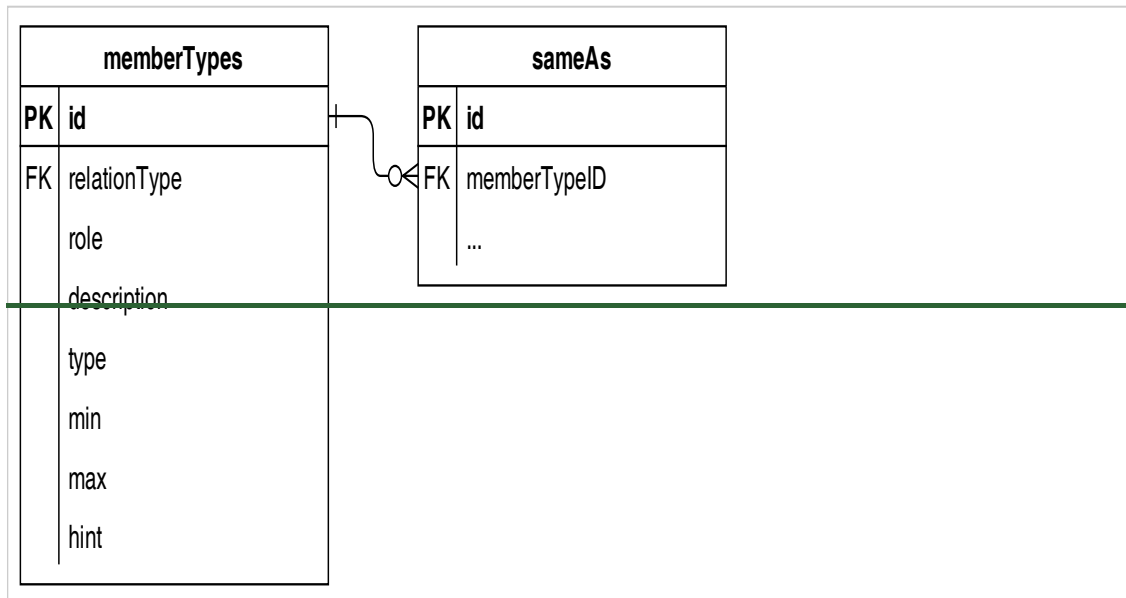 memberTypes
PK id
FK relationType
role
description
type
min
max
hint
sameAs
PK id
FK memberTypeID
...